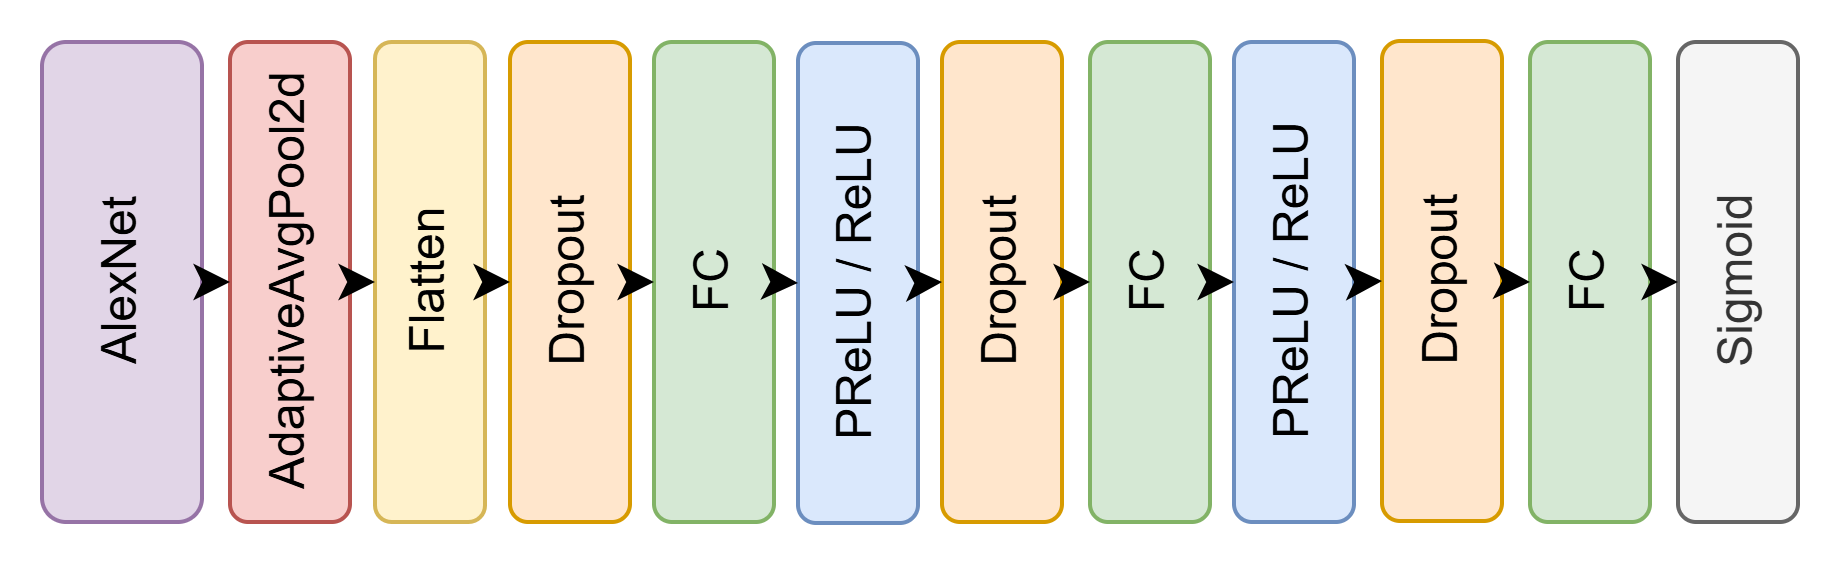 AlexNet
AdaptiveAvgPool2d
Flatten
Dropout
FC
PReLU / ReLU
Dropout
FC
PReLU / ReLU
Dropout
FC
Sigmoid